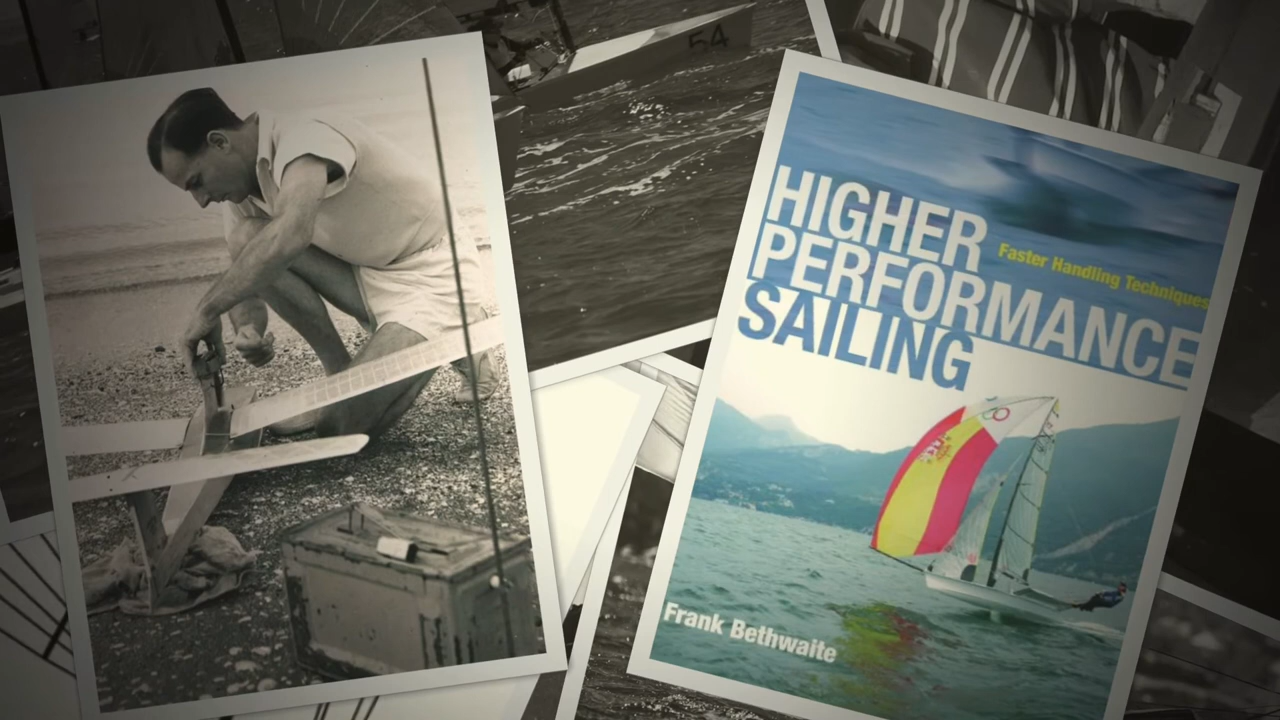 54
HIGHER
PERFORMANCE
SAILING
Faster Handling Techniques
Frank Bethwaite